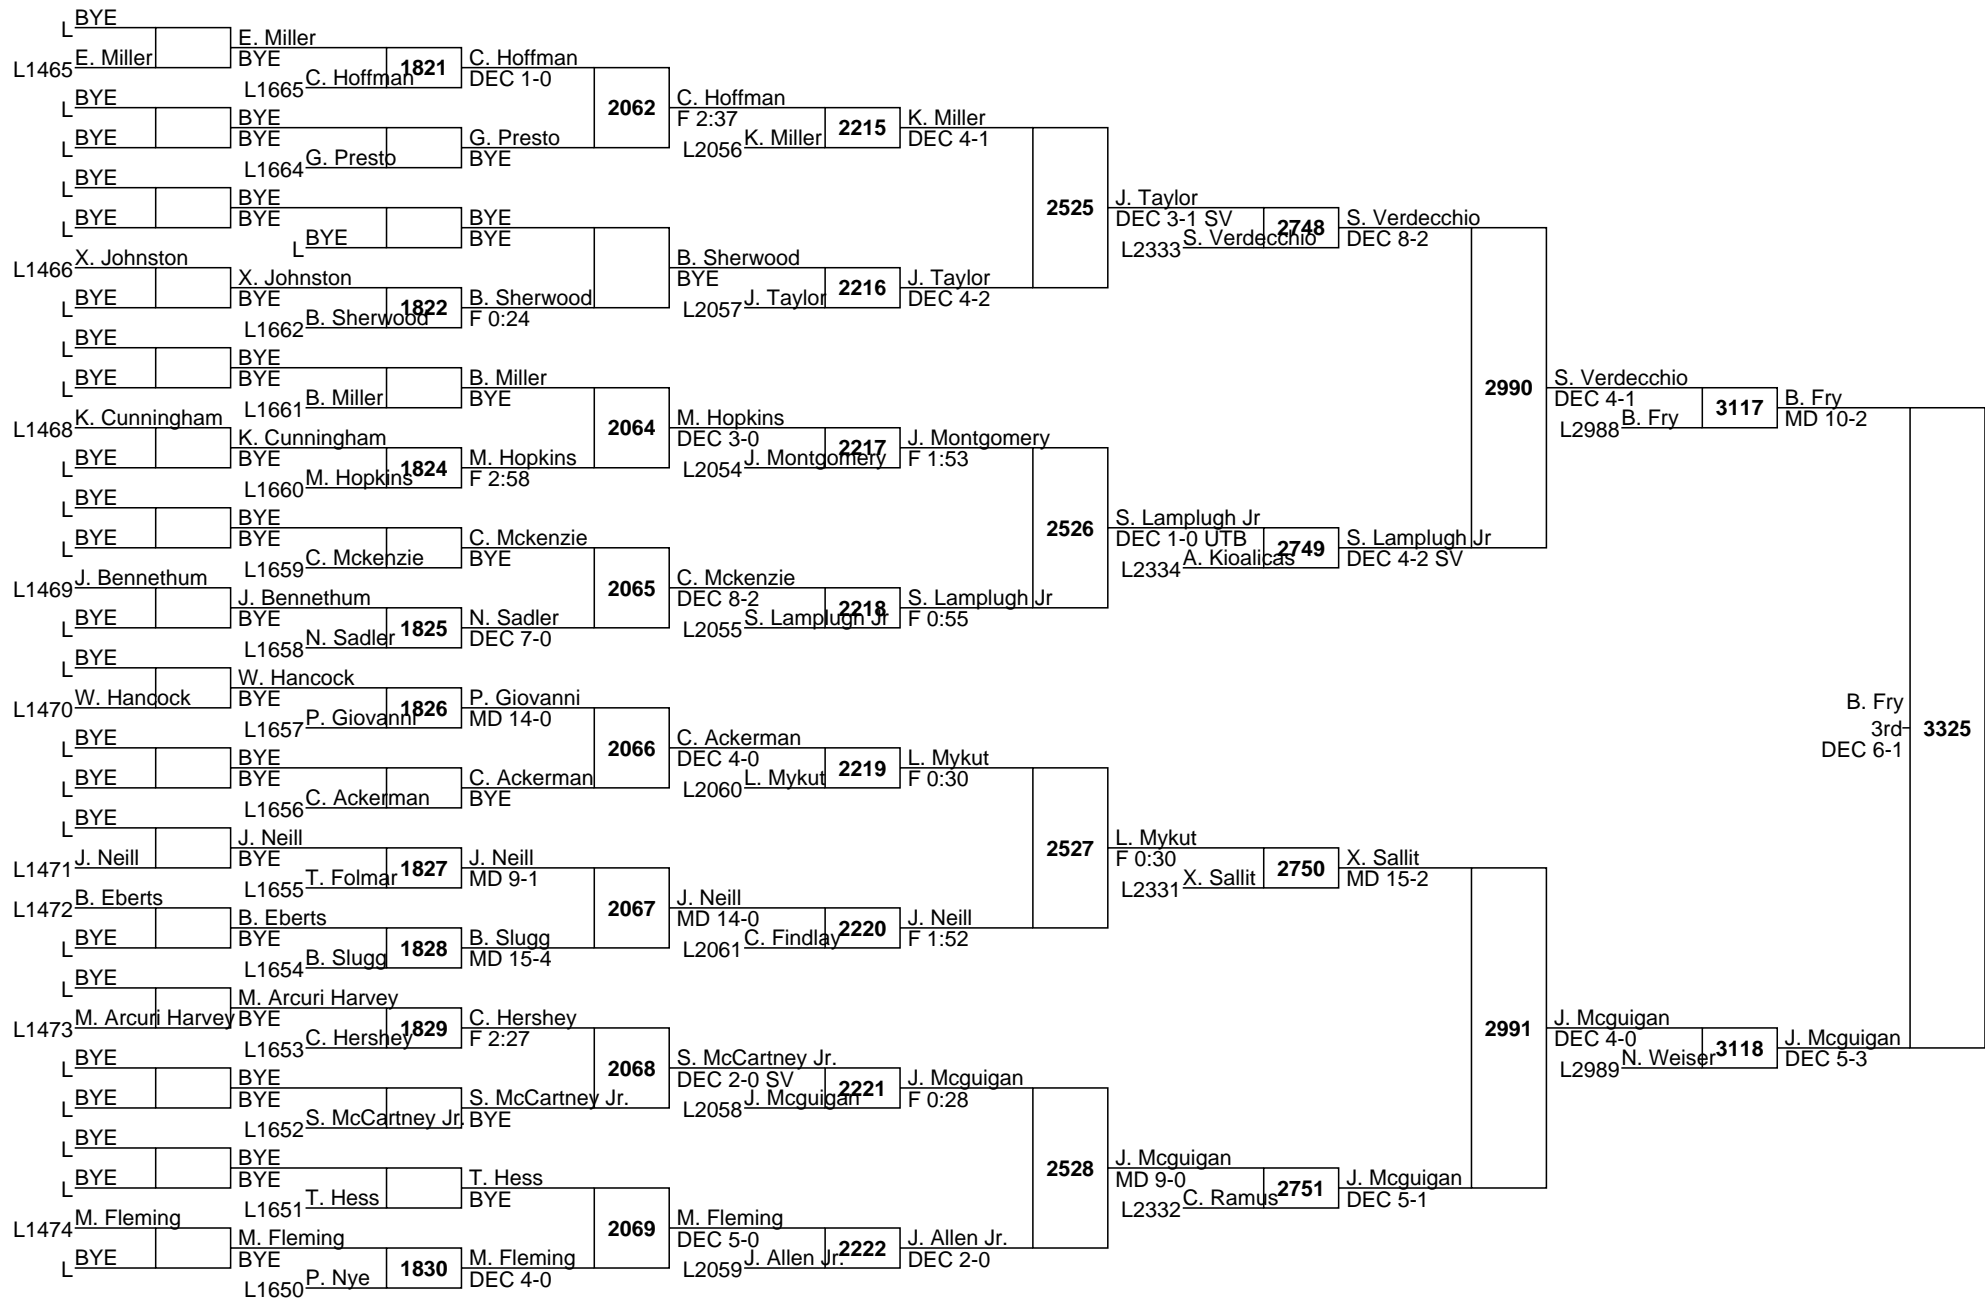 BYE
L
E. Miller
E. Miller
BYE
L1465
1821
C. Hoffman
C. Hoffman
DEC 1-0
L1665
BYE
L
2062
C. Hoffman
F 2:37
BYE
BYE
BYE
L
G. Presto
G. Presto
BYE
L1664
K. Miller
L2056
2215
K. Miller
DEC 4-1
BYE
L
BYE
BYE
BYE
L
2525
J. Taylor
DEC 3-1 SV
BYE
BYE
BYE
L
S. Verdecchio
L2333
2748
S. Verdecchio
DEC 8-2
X. Johnston
L1466
X. Johnston
BYE
B. Sherwood
BYE
BYE
L
1822
B. Sherwood
F 0:24
B. Sherwood
L1662
J. Taylor
L2057
2216
J. Taylor
DEC 4-2
BYE
L
BYE
BYE
BYE
L
B. Miller
L1661
B. Miller
BYE
2990
S. Verdecchio
DEC 4-1
B. Fry
L2988
3117
B. Fry
MD 10-2
K. Cunningham
L1468
K. Cunningham
BYE
2064
M. Hopkins
DEC 3-0
J. Montgomery
L2054
2217
J. Montgomery
F 1:53
BYE
L
M. Hopkins
L1660
1824
M. Hopkins
F 2:58
BYE
L
BYE
BYE
2526
S. Lamplugh Jr
DEC 1-0 UTB
BYE
L
C. Mckenzie
L1659
C. Mckenzie
BYE
A. Kioalicas
L2334
2749
S. Lamplugh Jr
DEC 4-2 SV
J. Bennethum
L1469
J. Bennethum
BYE
2065
C. Mckenzie
DEC 8-2
BYE
L
N. Sadler
L1658
1825
N. Sadler
DEC 7-0
S. Lamplugh Jr
L2055
2218
S. Lamplugh Jr
F 0:55
BYE
L
W. Hancock
BYE
W. Hancock
L1470
P. Giovanni
L1657
1826
P. Giovanni
MD 14-0
B. Fry
3rd
DEC 6-1
3325
BYE
L
2066
C. Ackerman
DEC 4-0
BYE
BYE
BYE
L
C. Ackerman
L1656
C. Ackerman
BYE
L. Mykut
L2060
2219
L. Mykut
F 0:30
BYE
L
J. Neill
BYE
2527
L. Mykut
F 0:30
J. Neill
L1471
T. Folmar
L1655
1827
J. Neill
MD 9-1
X. Sallit
L2331
2750
X. Sallit
MD 15-2
B. Eberts
L1472
B. Eberts
BYE
2067
J. Neill
MD 14-0
BYE
L
B. Slugg
L1654
1828
B. Slugg
MD 15-4
C. Findlay
L2061
2220
J. Neill
F 1:52
BYE
L
M. Arcuri Harvey
BYE
M. Arcuri Harvey
L1473
C. Hershey
L1653
1829
C. Hershey
F 2:27
2991
J. Mcguigan
DEC 4-0
N. Weiser
L2989
3118
J. Mcguigan
DEC 5-3
BYE
L
BYE
BYE
2068
S. McCartney Jr.
DEC 2-0 SV
BYE
L
S. McCartney Jr.
L1652
S. McCartney Jr.
BYE
J. Mcguigan
L2058
2221
J. Mcguigan
F 0:28
BYE
L
BYE
BYE
2528
J. Mcguigan
MD 9-0
BYE
L
T. Hess
L1651
T. Hess
BYE
C. Ramus
L2332
2751
J. Mcguigan
DEC 5-1
M. Fleming
L1474
M. Fleming
BYE
2069
M. Fleming
DEC 5-0
BYE
L
P. Nye
L1650
1830
M. Fleming
DEC 4-0
J. Allen Jr.
L2059
2222
J. Allen Jr.
DEC 2-0